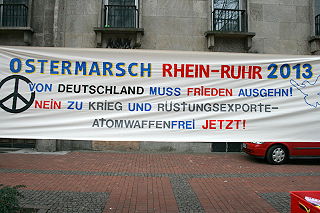 OSTERMARSCH RHEIN-RUHR 2013
VON DEUTSCHLAND MUSS FRIEDEN AUSGEHN!
NEIN ZU KRIEG UND RÜSTUNGSEXPORTE-
ATOMWAFFENFREI JETZT!